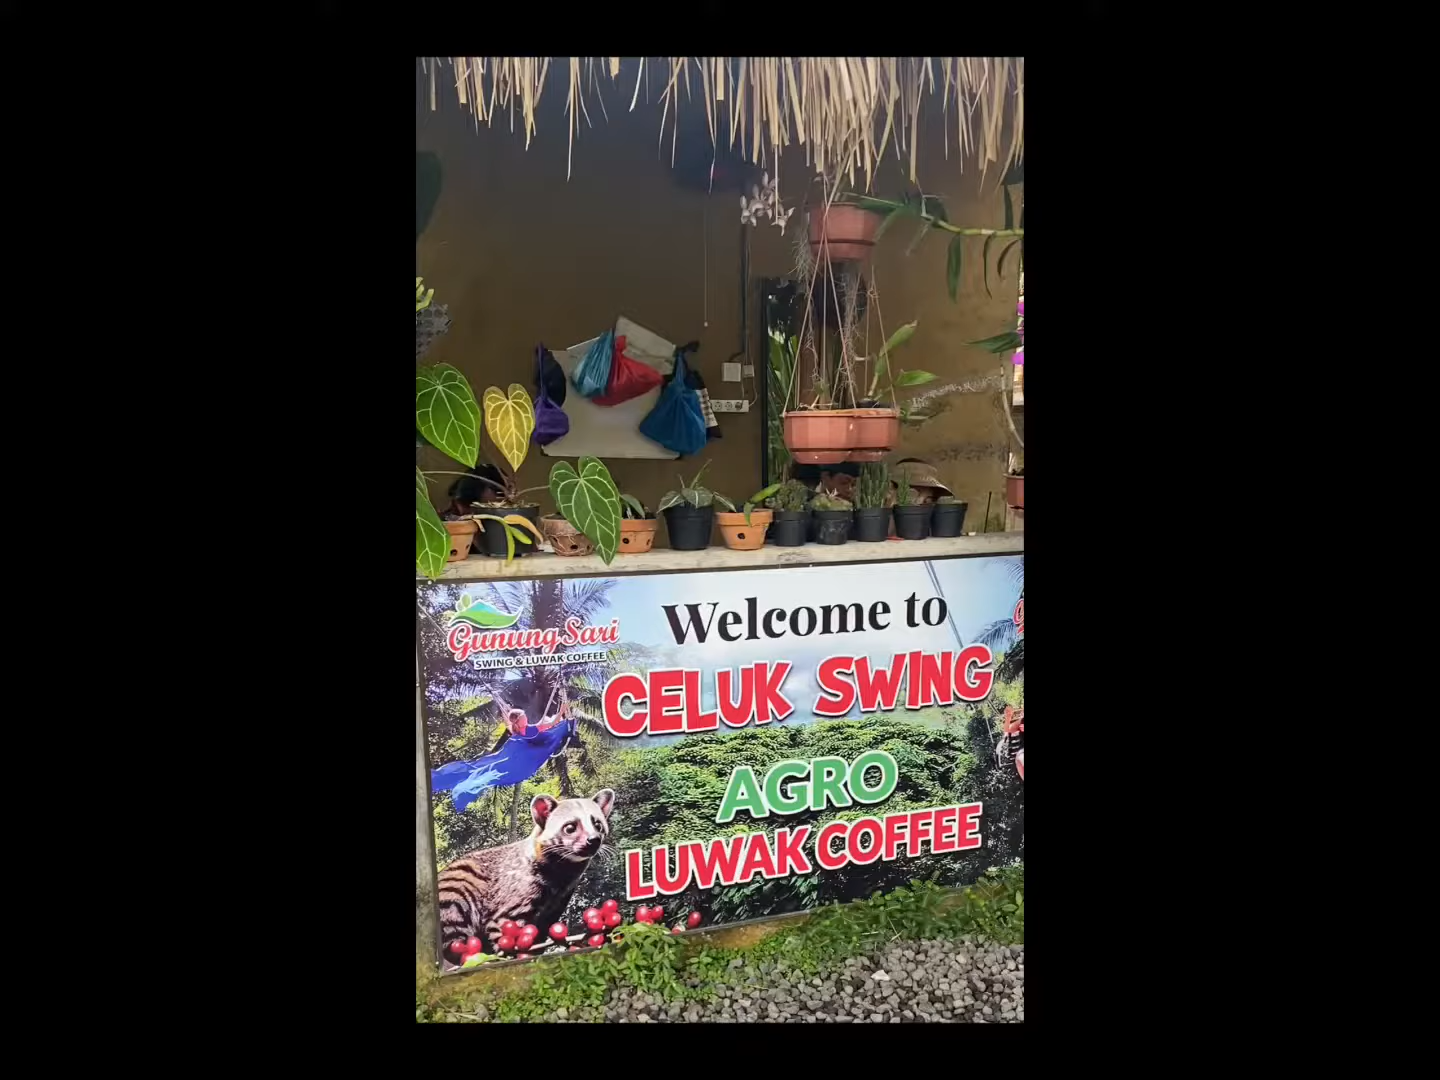 Gunung Sari
SWING & LUWAK COFFEE
Welcome to
CELUK SWING
AGRO
LUWAK COFFEE